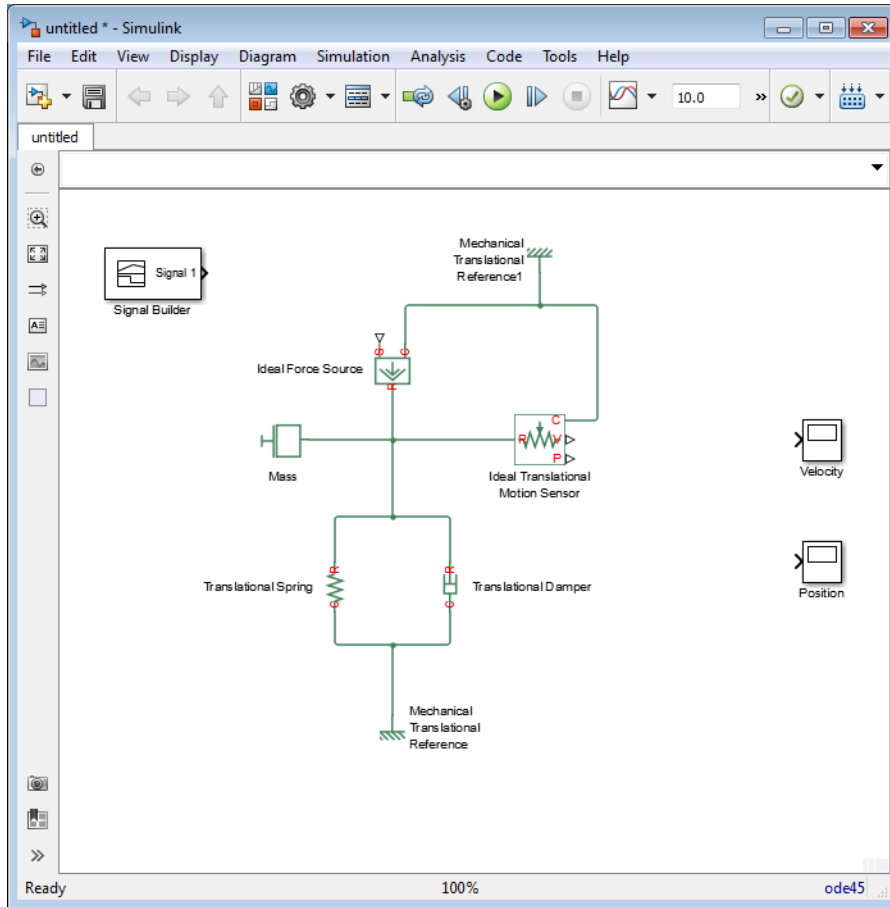 untitled * - Simulink
File Edit View Display Diagram Simulation Analysis Code Tools Help
10.0 »
untitled
Mechanical
Translational
Reference1
Signal 1
Signal Builder
S C
Ideal Force Source
R
C
R V
P
Mass
Ideal Translational
Motion Sensor
Velocity
R R
Translational Spring
Translational Damper
C C
Position
Mechanical
Translational
Reference
Ready 100% ode45